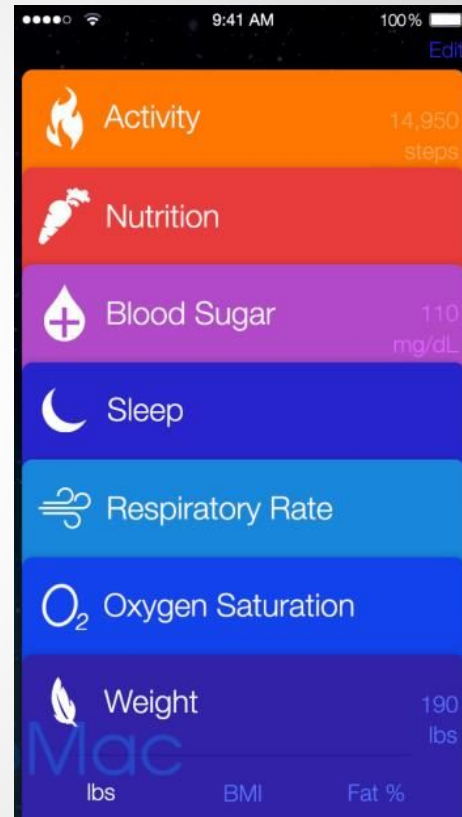 9:41 AM 100%
Edit
Activity
14,950
steps
Nutrition
Blood Sugar
110
mg/dL
Sleep
Respiratory Rate
O2 Oxygen Saturation
Weight
190
lbs
Mac
lbs BMI Fat %